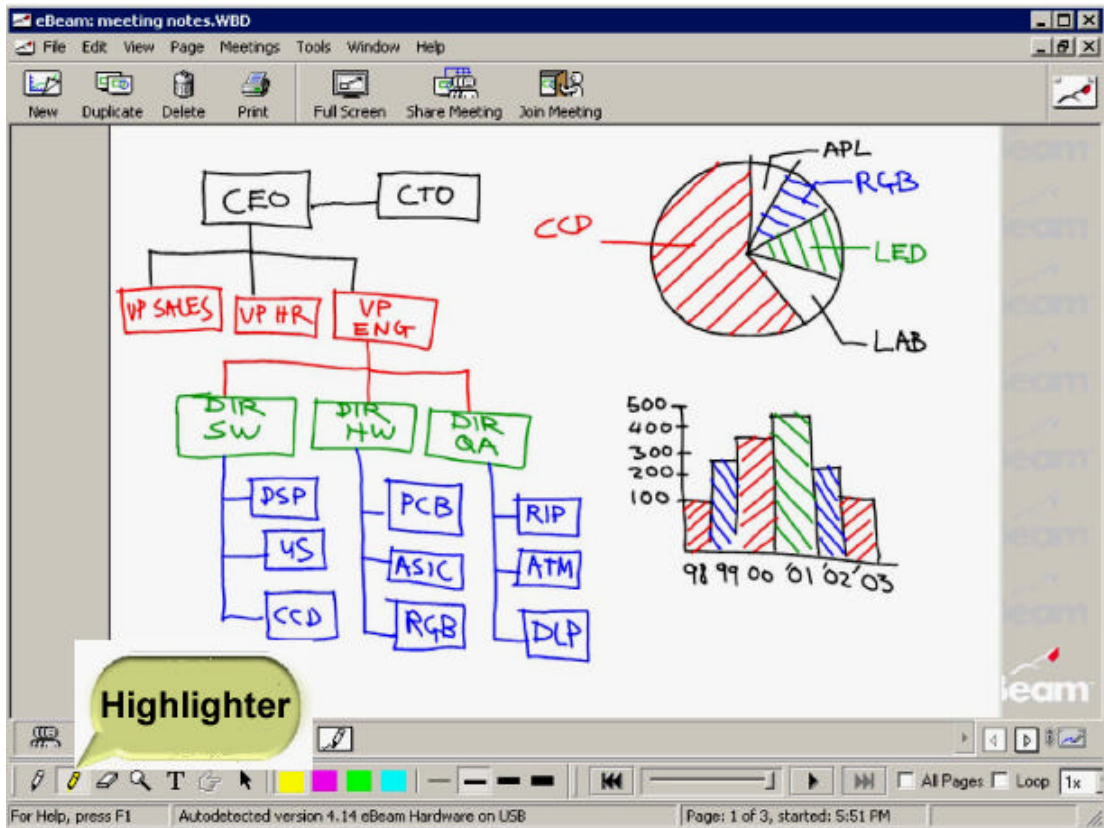 eBeam: meeting notes.WBD
File Edit View Page Meetings Tools Window Help
New Duplicate Delete Print Full Screen Share Meeting Join Meeting
CEO
CTO
VP SALES
VP HR
VP
ENG
DIR
SW
DIR
HW
DIR
QA
DSP
US
CCD
PCB
ASIC
RGB
RIP
ATM
DLP
APL
RGB
CCD
LED
LAB
500
400
300
200
100
98 99 00 '01 '02 '03
eam
Highlighter
T
All Pages Loop 1x
For Help, press F1
Autodetected version 4.14 eBeam Hardware on USB
Page: 1 of 3, started: 5:51 PM